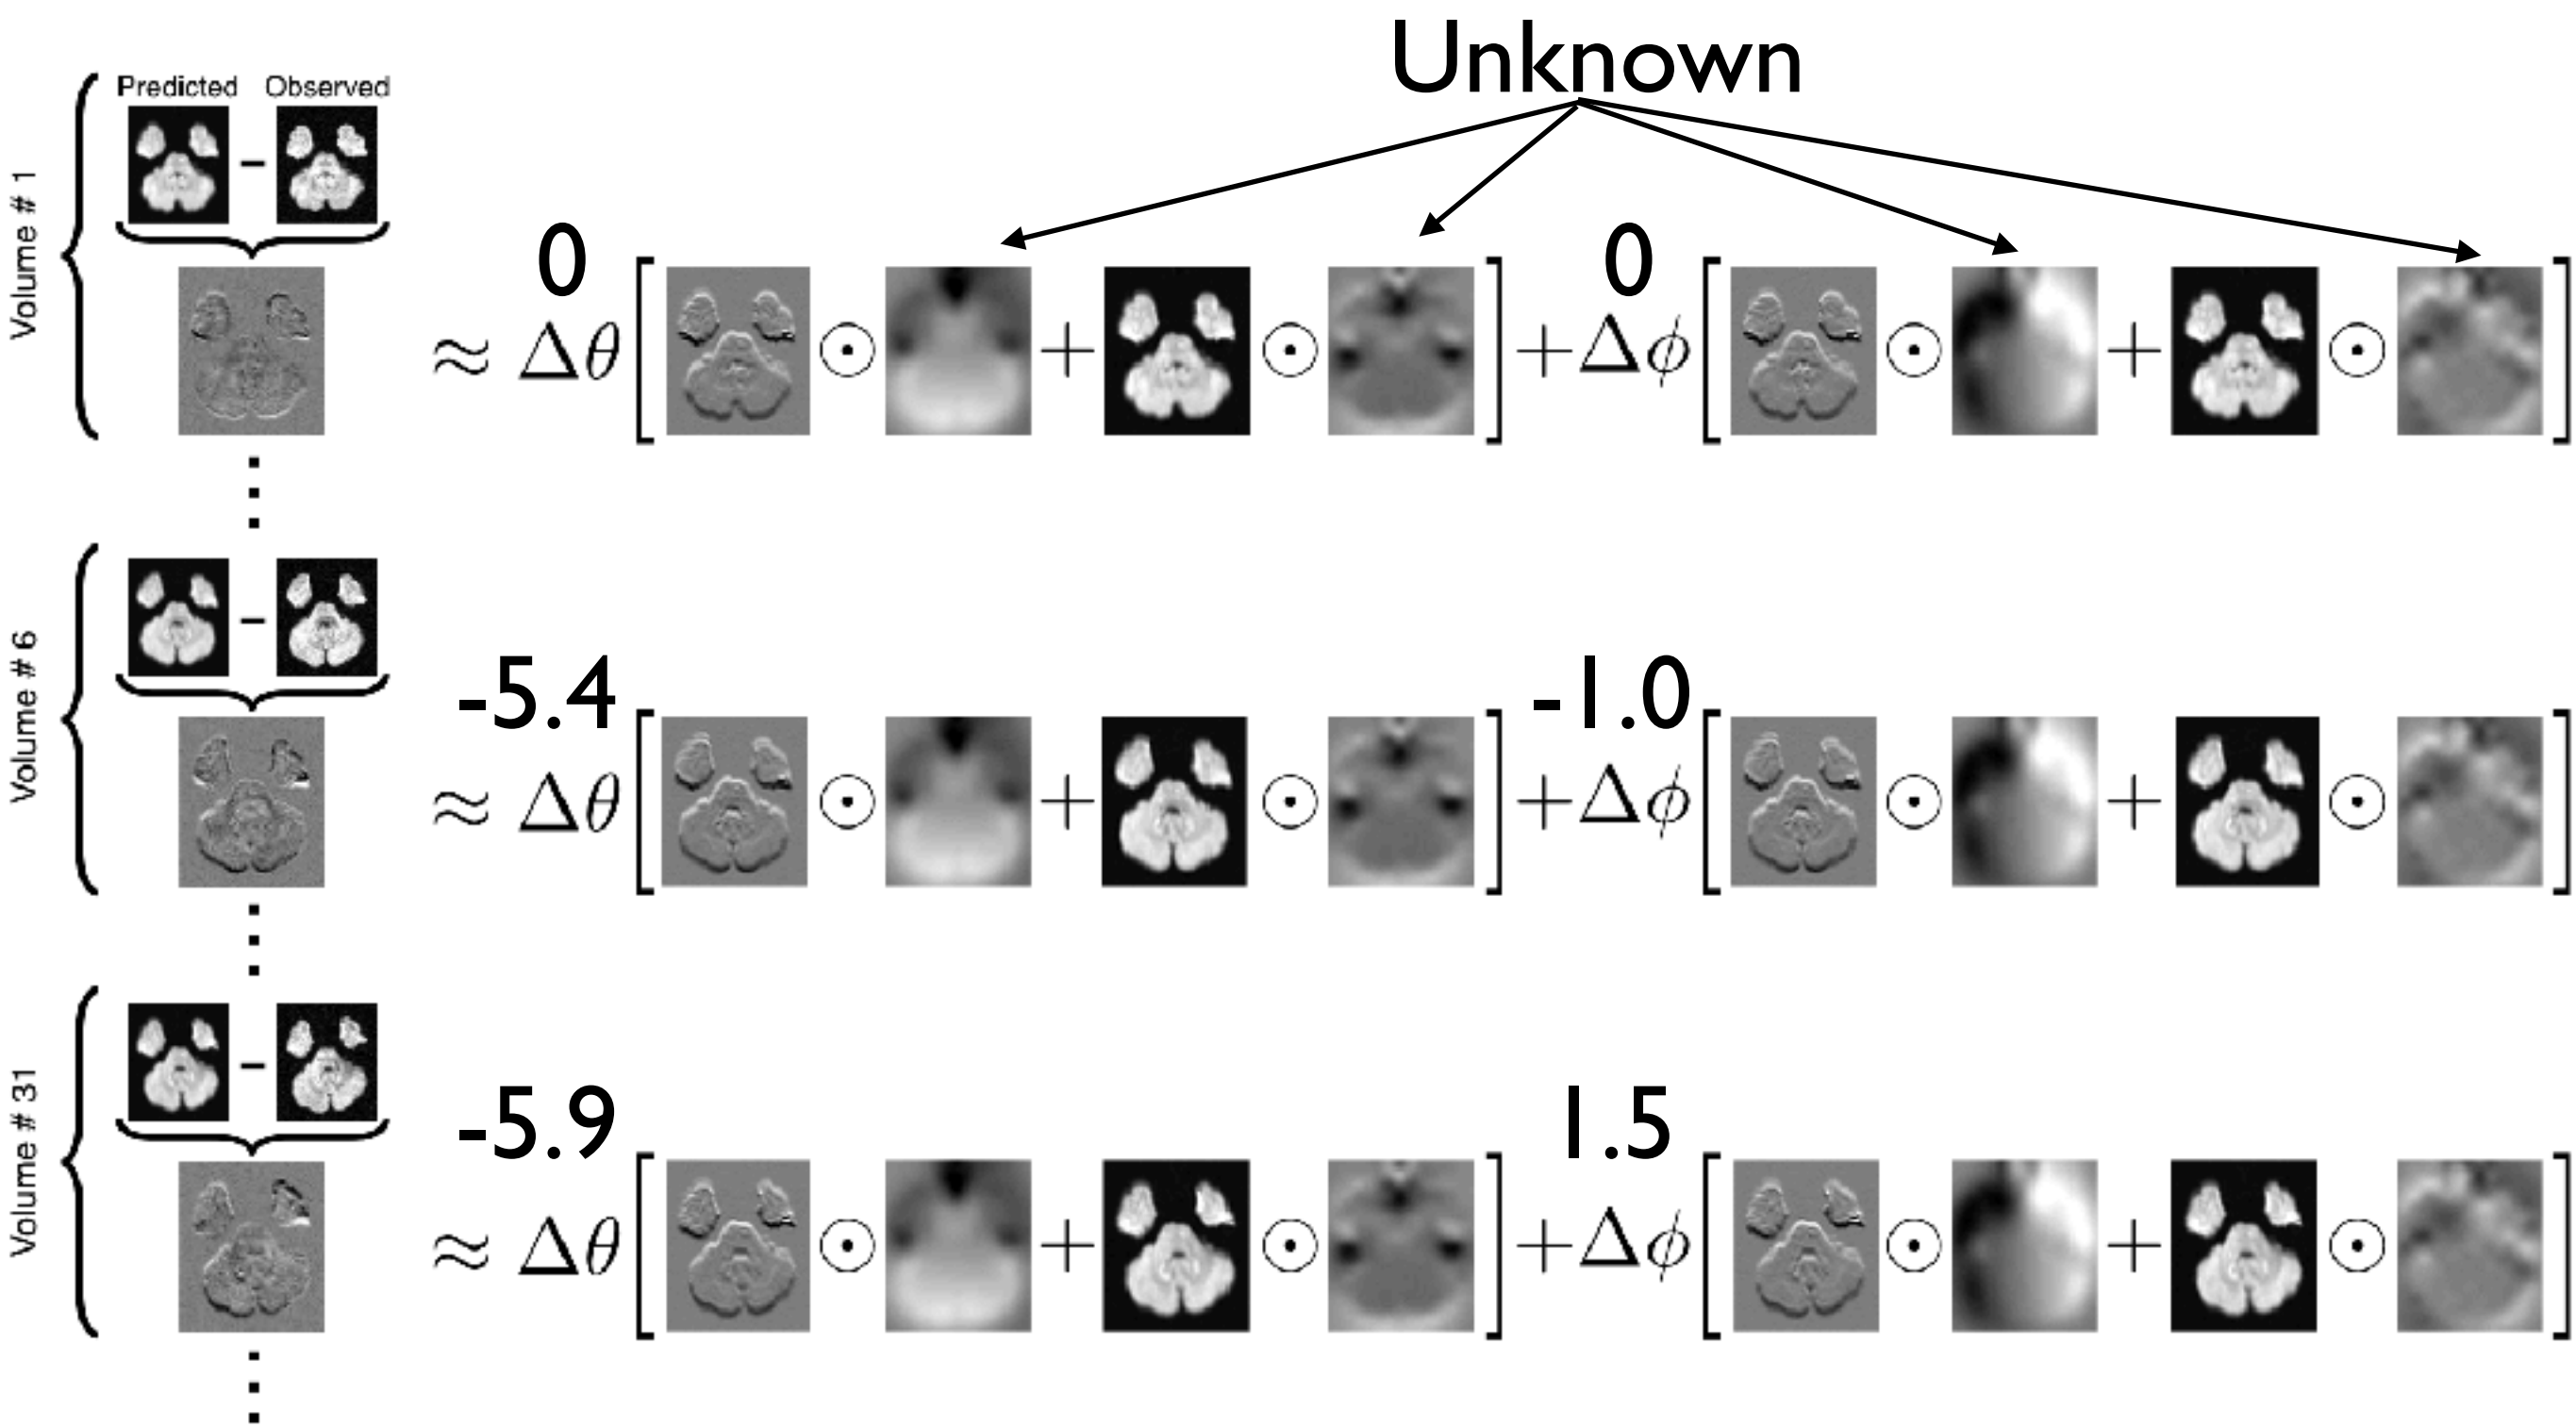 Unknown
Predicted Observed
Volume # 1
−
0 0
≈ Δθ [ ⊙ + ⊙ ] + Δϕ [ ⊙ + ⊙ ]
Volume # 6
−
-5.4 -1.0
≈ Δθ [ ⊙ + ⊙ ] + Δϕ [ ⊙ + ⊙ ]
Volume # 31
−
-5.9 1.5
≈ Δθ [ ⊙ + ⊙ ] + Δϕ [ ⊙ + ⊙ ]